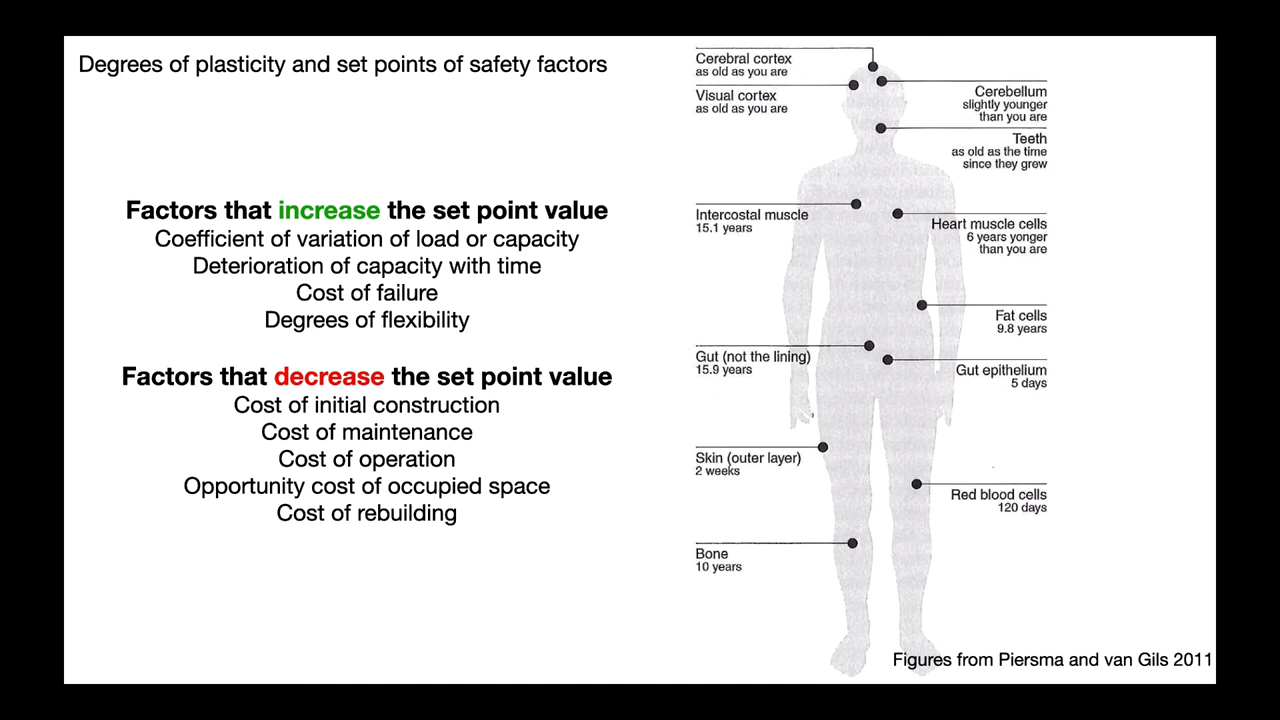 Degrees of plasticity and set points of safety factors
Factors that increase the set point value
Coefficient of variation of load or capacity
Deterioration of capacity with time
Cost of failure
Degrees of flexibility
Factors that decrease the set point value
Cost of initial construction
Cost of maintenance
Cost of operation
Opportunity cost of occupied space
Cost of rebuilding
Cerebral cortex
as old as you are
Visual cortex
as old as you are
Cerebellum
slightly younger
than you are
Teeth
as old as the time
since they grew
Intercostal muscle
15.1 years
Heart muscle cells
6 years yonger
than you are
Fat cells
9.8 years
Gut (not the lining)
15.9 years
Gut epithelium
5 days
Skin (outer layer)
2 weeks
Red blood cells
120 days
Bone
10 years
Figures from Piersma and van Gils 2011